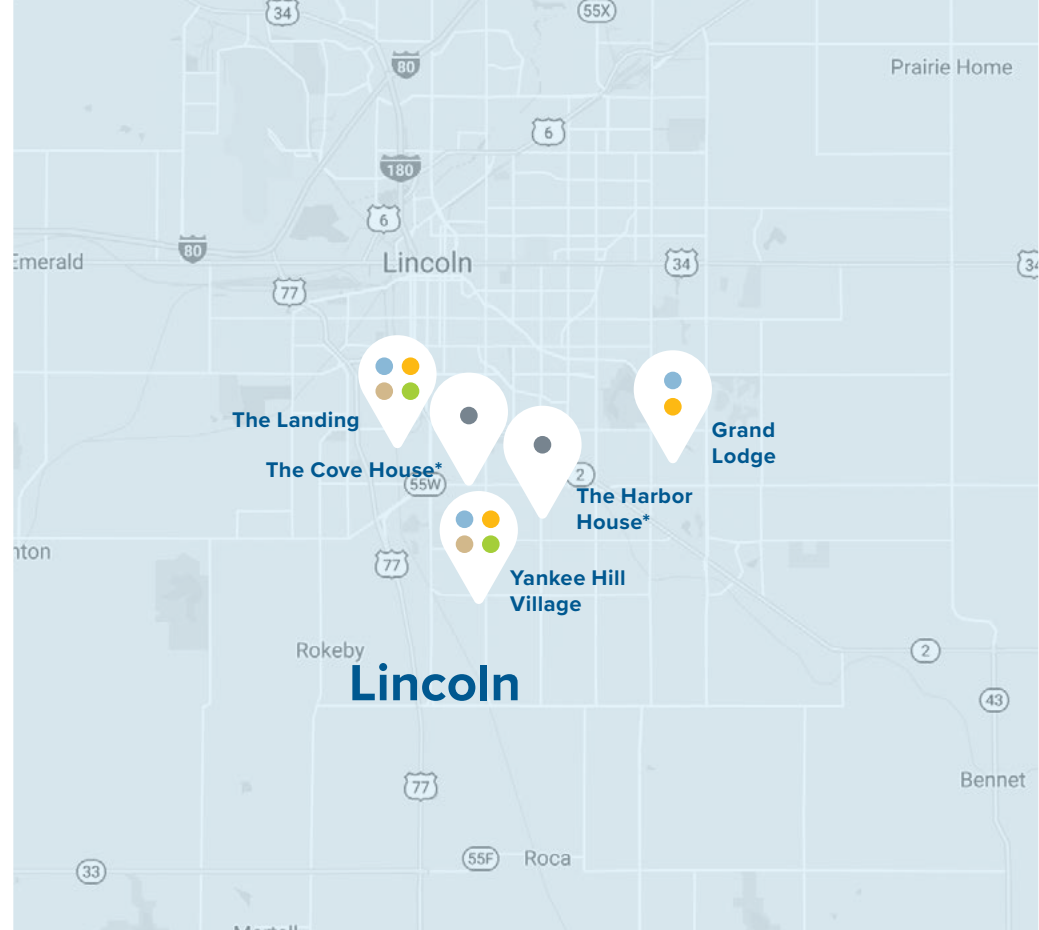 34
55X
80
Prairie Home
6
180
6
80
Emerald
Lincoln
34
34
77
The Landing
Grand
Lodge
The Cove House*
55W
2
The Harbor
House*
77
Yankee Hill
Village
Rokeby
2
Lincoln
43
77
Bennet
55F
Roca
33